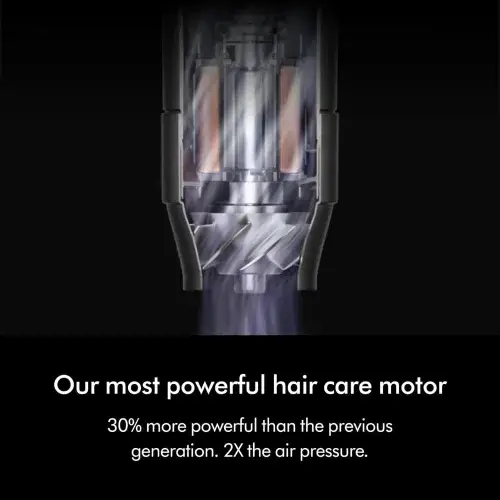 Our most powerful hair care motor
30% more powerful than the previous
generation. 2X the air pressure.